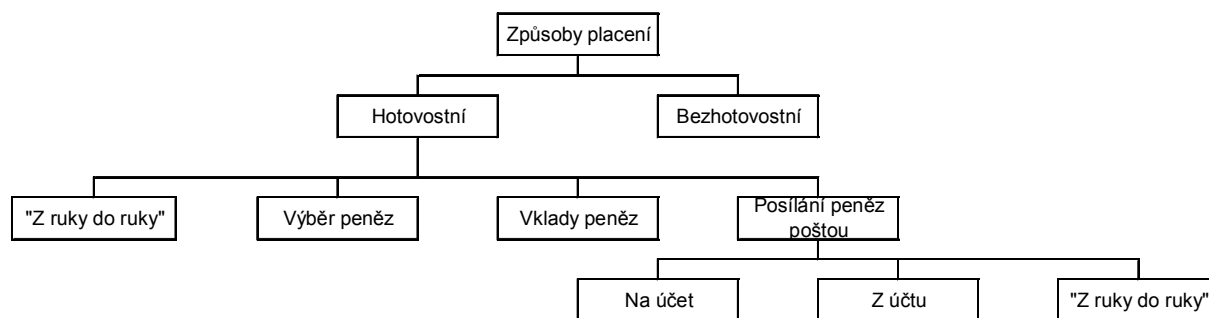 Způsoby placení
Hotovostní
Bezhotovostní
"Z ruky do ruky"
Výběr peněz
Vklady peněz
Posílání peněz
poštou
Na účet
Z účtu
"Z ruky do ruky"